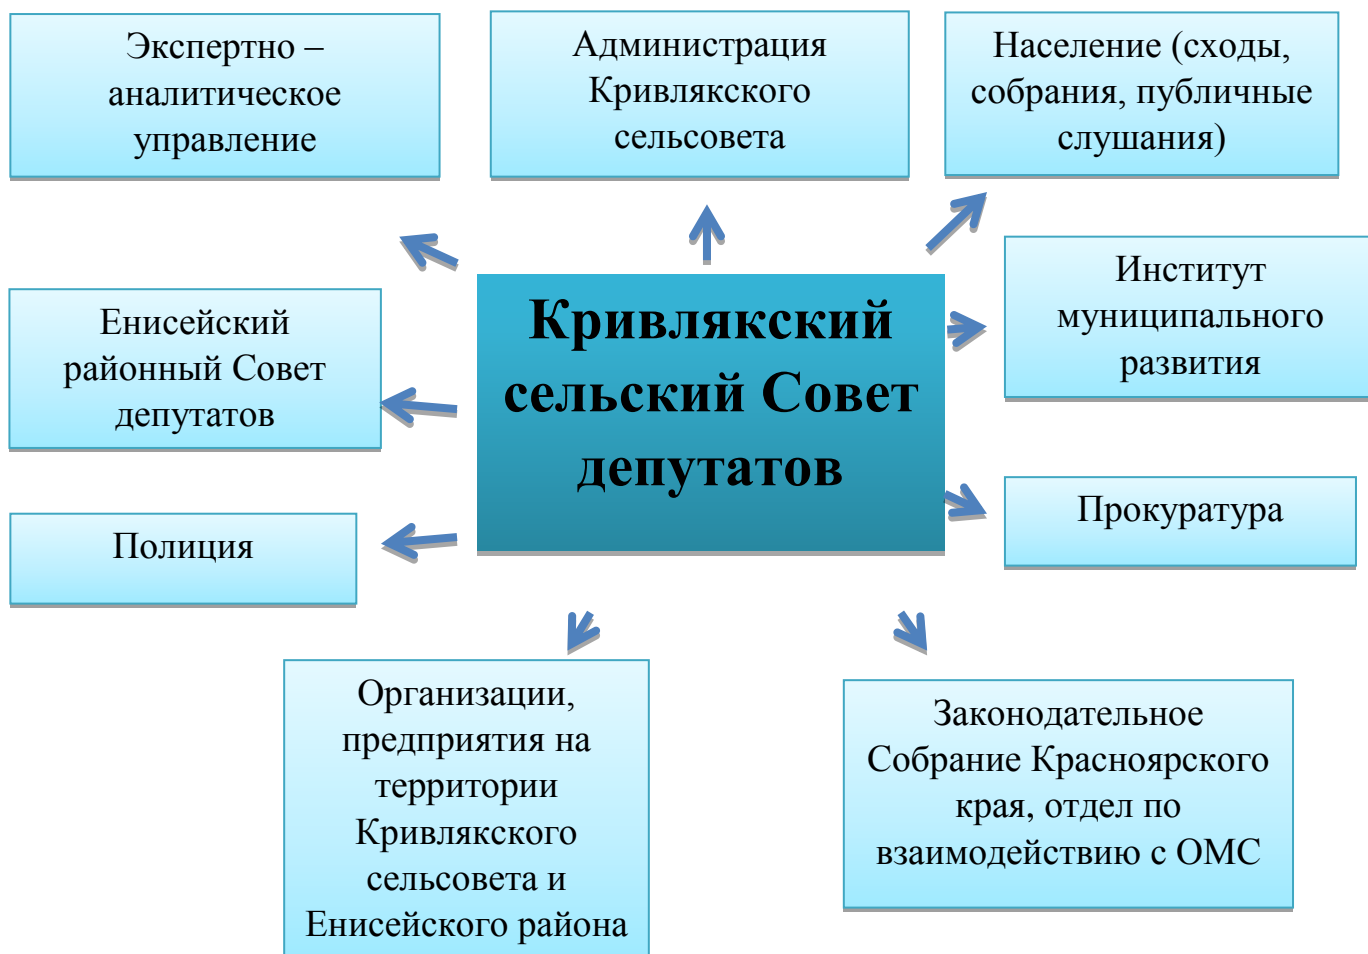 Экспертно –
аналитическое
управление
Администрация
Кривлякского
сельсовета
Население (сходы,
собрания, публичные
слушания)
Енисейский
районный Совет
депутатов
Кривлякский
сельский Совет
депутатов
Институт
муниципального
развития
Полиция
Прокуратура
Организации,
предприятия на
территории
Кривлякского
сельсовета и
Енисейского района
Законодательное
Собрание Красноярского
края, отдел по
взаимодействию с ОМС